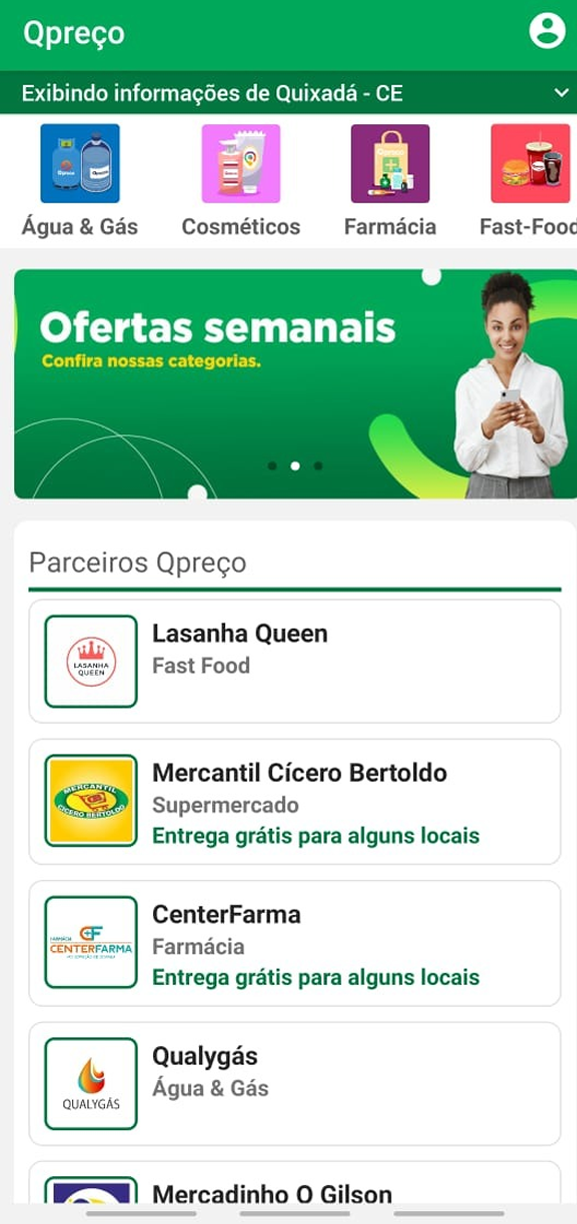 Qpreço
Exibindo informações de Quixadá - CE
Água & Gás
Cosméticos
Farmácia
Fast-Food
Ofertas semanais
Confira nossas categorias.
Parceiros Qpreço
LASANHA
QUEEN
Lasanha Queen
Fast Food
MERCANTIL
CÍCERO BERTOLDO
Mercantil Cícero Bertoldo
Supermercado
Entrega grátis para alguns locais
FARMÁCIA
CENTERFARMA
CenterFarma
Farmácia
Entrega grátis para alguns locais
QUALYGÁS
Qualygás
Água & Gás
Mercadinho O Gilson